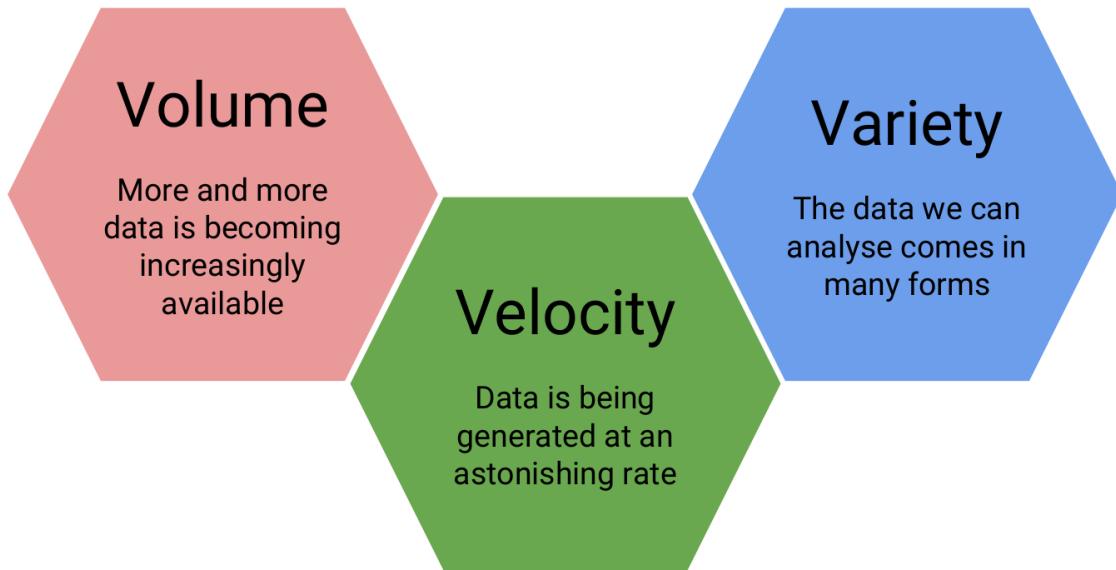 Volume
More and more
data is becoming
increasingly
available
Velocity
Data is being
generated at an
astonishing rate
Variety
The data we can
analyse comes in
many forms